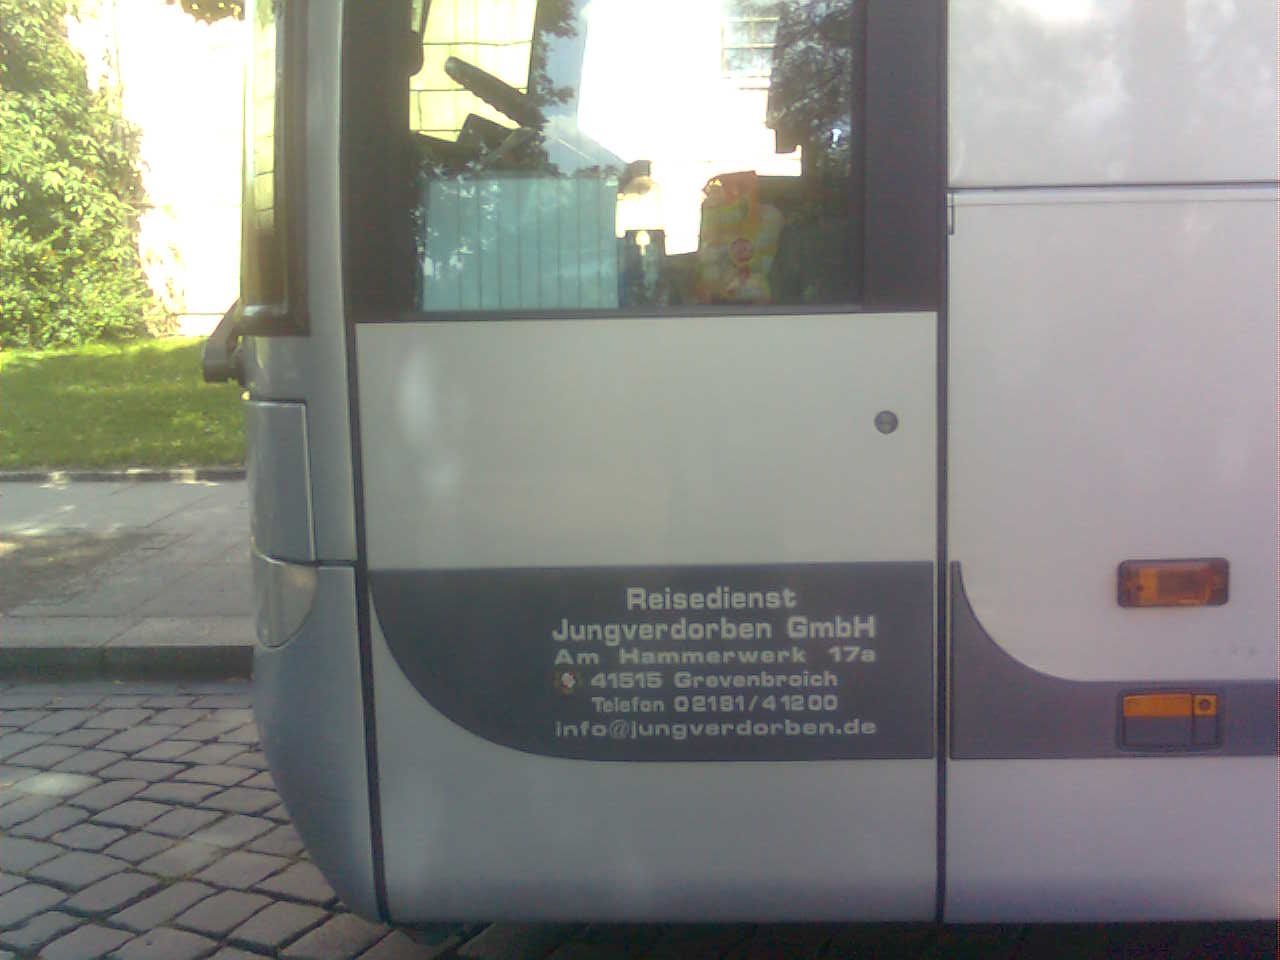 Reisedienst
Jungverdorben GmbH
Am Hammerwerk 17a
41515 Grevenbroich
Telefon 02181/41200
info@jungverdorben.de